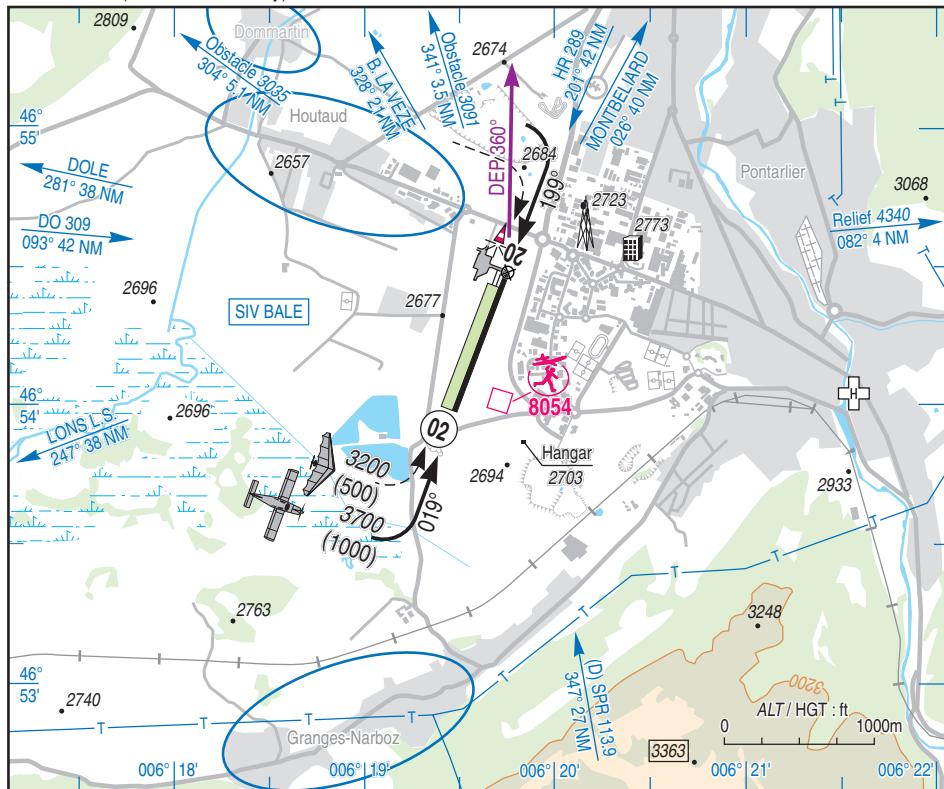 2809
Dommartin
Obstacle 3035
304° 5.1 NM
B. LA VEZE
328° 21 NM
Obstacle 3091
341° 3.5 NM
2674
HR 289
201° 42 NM
MONTBELIARD
026° 40 NM
46°
55'
Houtaud
2657
DEP 360°
2684
199°
Pontarlier
DOLE
281° 38 NM
3068
2723
Relief 4340
082° 4 NM
DO 309
093° 42 NM
2773
20
2696
SIV BALE
2677
46°
54'
2696
8054
LONS L.S.
247° 38 NM
02
H
3200
(500)
3700
(1000)
019°
2694
Hangar
2703
2933
2763
3248
46°
53'
2740
T
T
T
T
T
T
T
T
T
(D) SPR 113.9
347° 27 NM
3200
ALT / HGT : ft
0 1000m
Granges-Narboz
3363
006° 18' 006° 19' 006° 20' 006° 21' 006° 22'